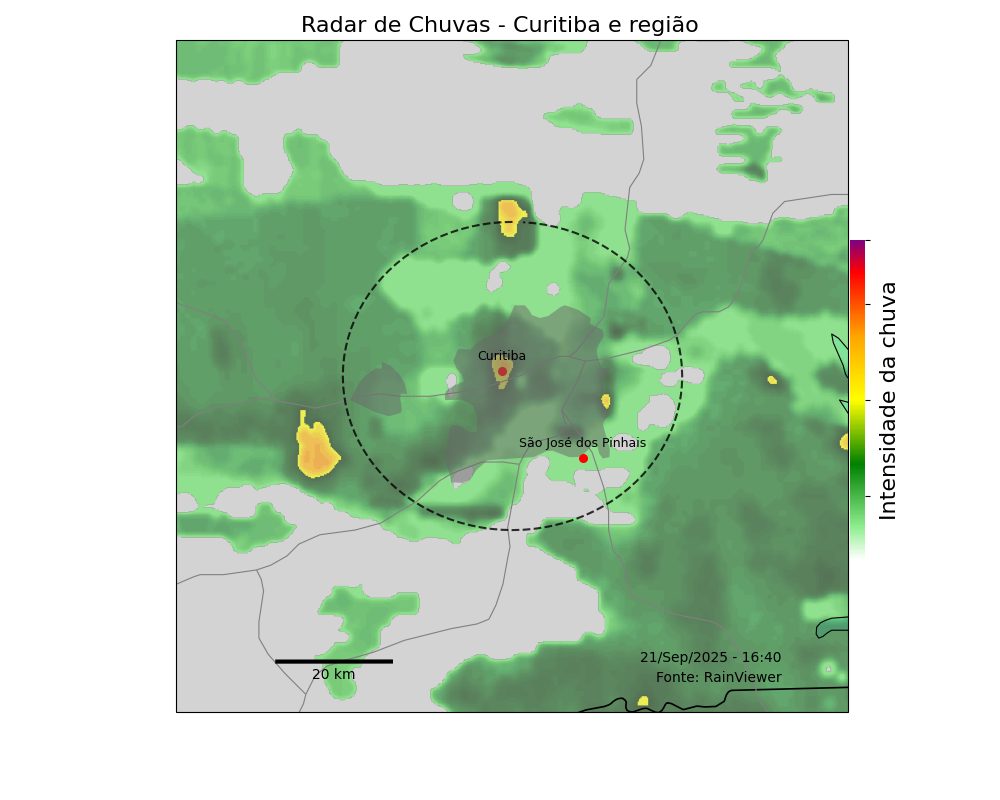 Radar de Chuvas - Curitiba e região
Curitiba
São José dos Pinhais
Intensidade da chuva
21/Sep/2025 - 16:40
Fonte: RainViewer
20 km